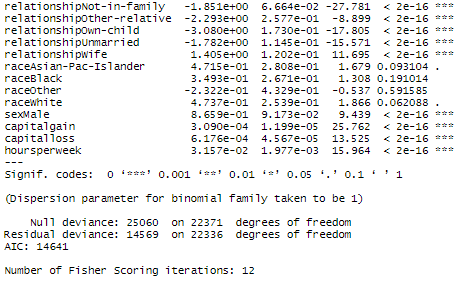 relationshipNot-in-family -1.851e+00 6.664e-02 -27.781 < 2e-16 ***
relationshipOther-relative -2.293e+00 2.577e-01 -8.899 < 2e-16 ***
relationshipOwn-child -3.080e+00 1.730e-01 -17.805 < 2e-16 ***
relationshipUnmarried -1.782e+00 1.145e-01 -15.571 < 2e-16 ***
relationshipWife 1.405e+00 1.202e-01 11.695 < 2e-16 ***
raceAsian-Pac-Islander 4.715e-01 2.808e-01 1.679 0.093104 .
raceBlack 3.493e-01 2.671e-01 1.308 0.191014
raceOther -2.322e-01 4.329e-01 -0.537 0.591585
raceWhite 4.737e-01 2.539e-01 1.866 0.062088 .
sexMale 8.659e-01 9.173e-02 9.439 < 2e-16 ***
capitalgain 3.090e-04 1.199e-05 25.762 < 2e-16 ***
capitalloss 6.176e-04 4.567e-05 13.525 < 2e-16 ***
hoursperweek 3.157e-02 1.977e-03 15.964 < 2e-16 ***
---
Signif. codes: 0 ‘***’ 0.001 ‘**’ 0.01 ‘*’ 0.05 ‘.’ 0.1 ‘ ’ 1
(Dispersion parameter for binomial family taken to be 1)
Null deviance: 25060 on 22371 degrees of freedom
Residual deviance: 14569 on 22336 degrees of freedom
AIC: 14641
Number of Fisher Scoring iterations: 12